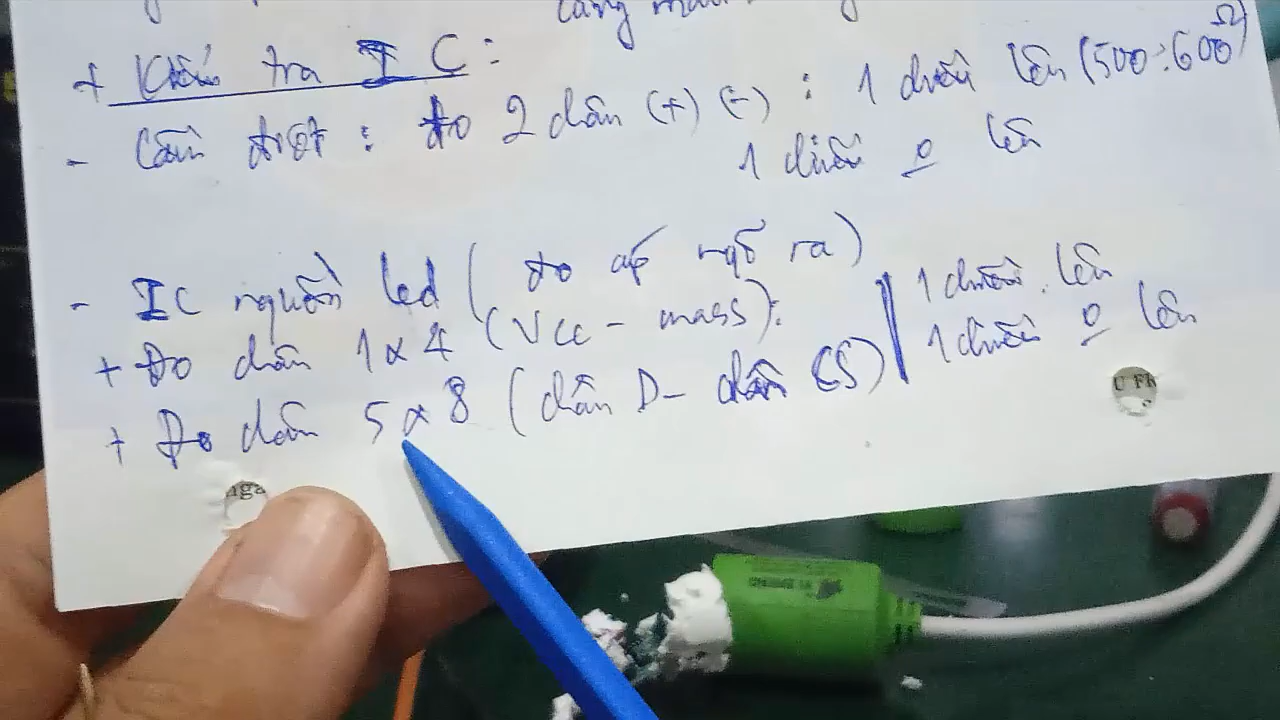 + Kiểm tra IC:
- Cầu diot : đo 2 chân (+) (-) : 1 chiều lên (500÷600Ω)
1 chiều 0 lên
- IC nguồn led ( đo áp ngõ ra )
+ Đo chân 1 & 4 (Vcc - mass): 1 chiều lên
+ Đo chân 5 & 8 (chân D - chân CS) 1 chiều 0 lên